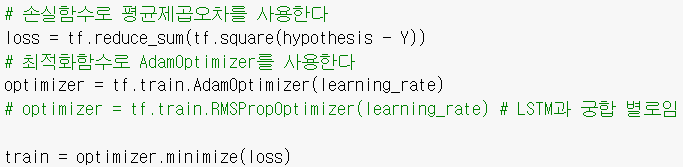 # 손실함수로 평균제곱오차를 사용한다
loss = tf.reduce_sum(tf.square(hypothesis - Y))
# 최적화함수로 AdamOptimizer를 사용한다
optimizer = tf.train.AdamOptimizer(learning_rate)
# optimizer = tf.train.RMSPropOptimizer(learning_rate) # LSTM과 궁합 별로임
train = optimizer.minimize(loss)